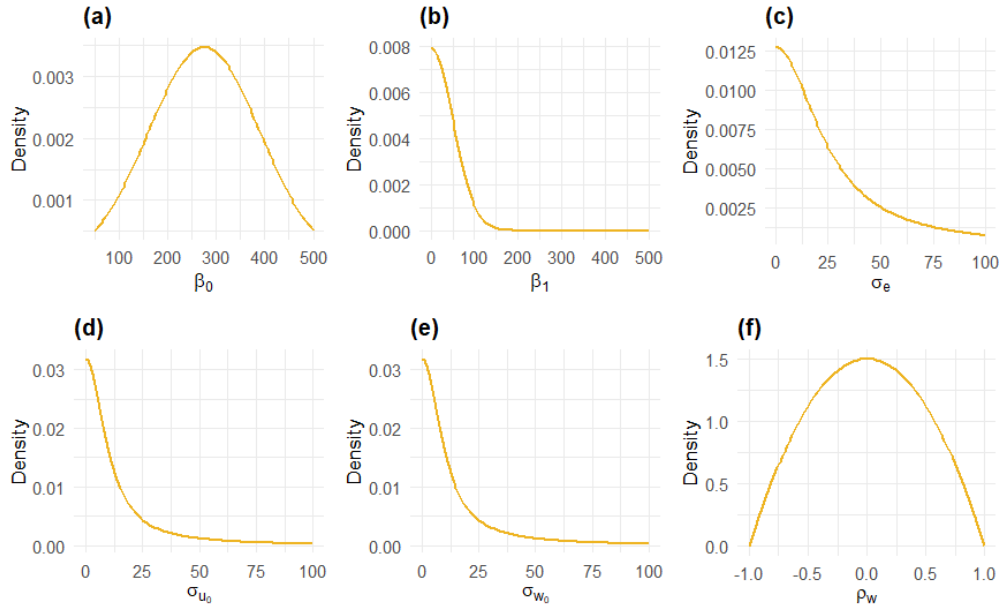 (a)
Density
0.003
0.002
0.001
100 200 300 400 500
β0
(b)
Density
0.008
0.006
0.004
0.002
0.000
0 100 200 300 400 500
β1
(c)
Density
0.0125
0.0100
0.0075
0.0050
0.0025
0 25 50 75 100
σe
(d)
Density
0.03
0.02
0.01
0.00
0 25 50 75 100
σu0
(e)
Density
0.03
0.02
0.01
0.00
0 25 50 75 100
σw0
(f)
Density
1.5
1.0
0.5
0.0
-1.0 -0.5 0.0 0.5 1.0
ρw